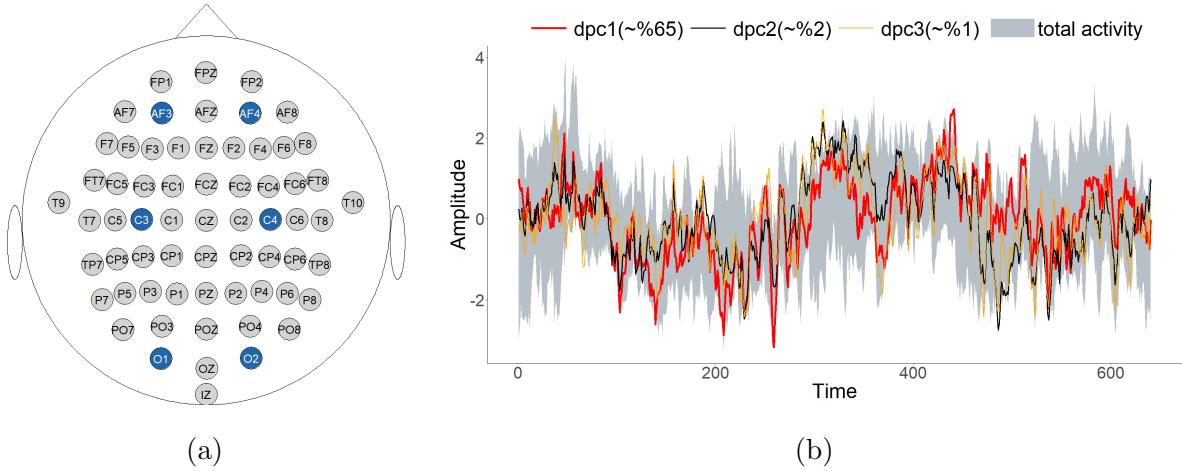 FPZ
FP1 FP2
AF7 AF3 AFZ AF4 AF8
F7 F5 F3 F1 FZ F2 F4 F6 F8
FT7 FC5 FC3 FC1 FCZ FC2 FC4 FC6 FT8
T9 T10
T7 C5 C3 C1 CZ C2 C4 C6 T8
TP7 CP5 CP3 CP1 CPZ CP2 CP4 CP6 TP8
P7 P5 P3 P1 PZ P2 P4 P6 P8
PO7 PO3 POZ PO4 PO8
O1 OZ O2
IZ
(a)
dpc1(~%65) dpc2(~%2) dpc3(~%1) total activity
4
2
0
-2
Amplitude
0 200 400 600
Time
(b)